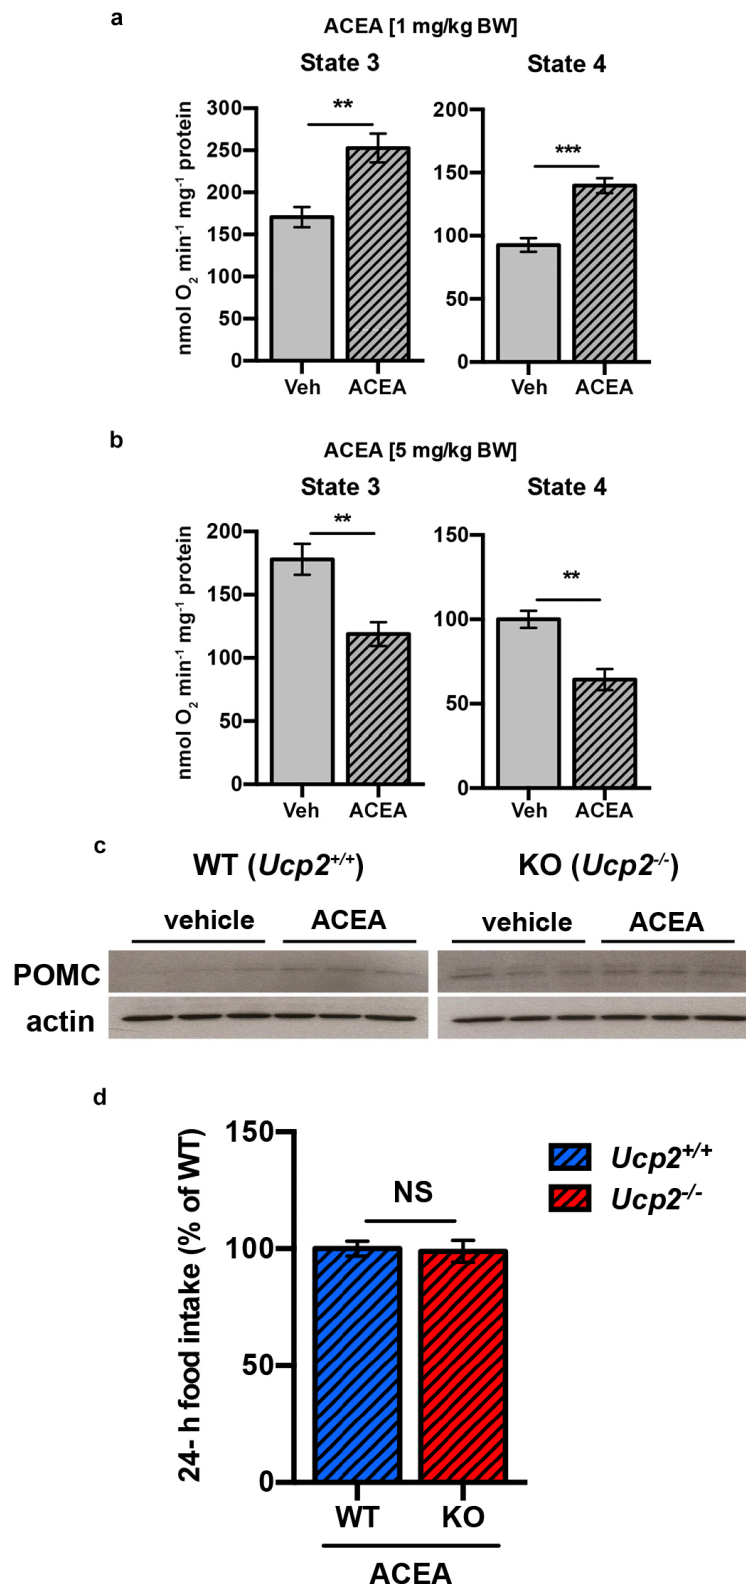 a
ACEA [1 mg/kg BW]
State 3
State 4
nmol O₂ min⁻¹ mg⁻¹ protein
300
250
200
150
100
50
0
**
Veh ACEA
200
150
100
50
0
***
Veh ACEA
b
ACEA [5 mg/kg BW]
State 3
State 4
nmol O₂ min⁻¹ mg⁻¹ protein
200
150
100
50
0
**
Veh ACEA
150
100
50
0
**
Veh ACEA
c
WT (Ucp2⁺/⁺)
KO (Ucp2⁻/⁻)
vehicle ACEA
vehicle ACEA
POMC
actin
d
24- h food intake (% of WT)
150
100
50
0
NS
WT KO
ACEA
Ucp2⁺/⁺
Ucp2⁻/⁻